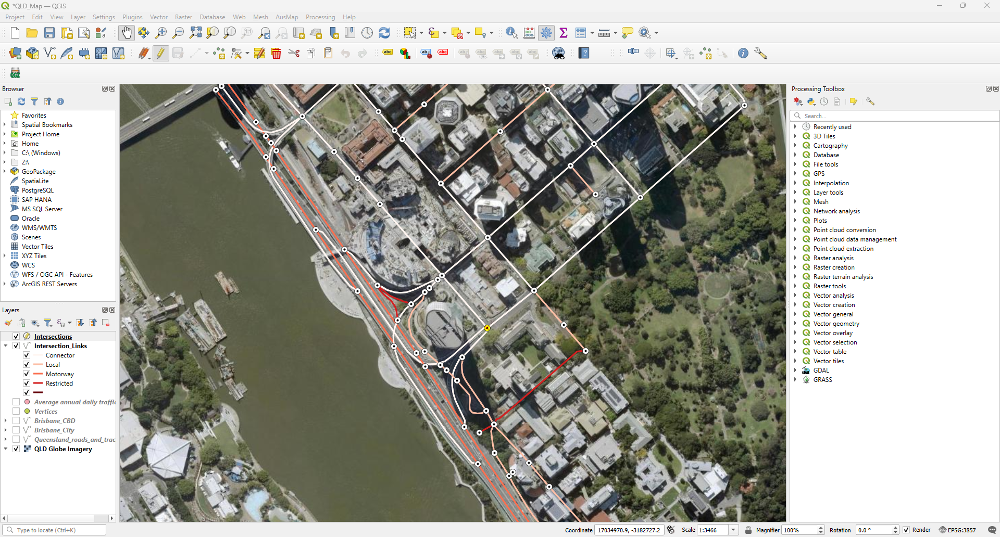 *QLD_Map — QGIS
Project Edit View Layer Settings Plugins Vector Raster Database Web Mesh AusMap Processing Help
1:1
abc ab abc
QGZ
Browser
Favorites
Spatial Bookmarks
Project Home
Home
C:\ (Windows)
Z:\
GeoPackage
SpatiaLite
PostgreSQL
SAP HANA
MS SQL Server
Oracle
WMS/WMTS
Scenes
Vector Tiles
XYZ Tiles
WCS
WFS / OGC API - Features
ArcGIS REST Servers
Layers
Intersections
Intersection_Links
Connector
Local
Motorway
Restricted
Average annual daily traffic
Vertices
Brisbane_CBD
Brisbane_City
Queensland_roads_and_trac
QLD Globe Imagery
Processing Toolbox
Search...
Recently used
3D Tiles
Cartography
Database
File tools
GPS
Interpolation
Layer tools
Mesh
Network analysis
Plots
Point cloud conversion
Point cloud data management
Point cloud extraction
Raster analysis
Raster creation
Raster terrain analysis
Raster tools
Vector analysis
Vector creation
Vector general
Vector geometry
Vector overlay
Vector selection
Vector table
Vector tiles
GDAL
GRASS
Type to locate (Ctrl+K)
Coordinate 17034970.9, -3182727.2 Scale 1:3466 Magnifier 100% Rotation 0.0 ° Render EPSG:3857